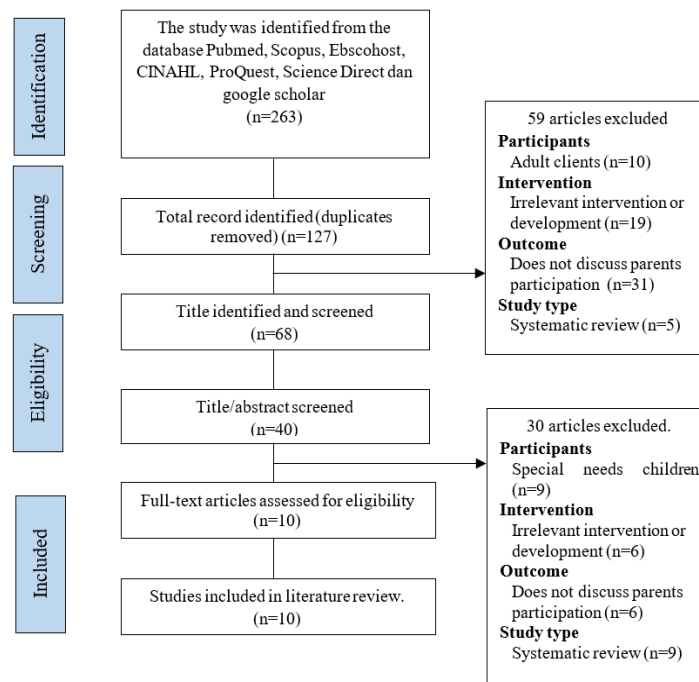 Identification
The study was identified from the
database Pubmed, Scopus, Ebscohost,
CINAHL, ProQuest, Science Direct dan
google scholar
(n=263)
Screening
Total record identified (duplicates
removed) (n=127)
59 articles excluded
Participants
Adult clients (n=10)
Intervention
Irrelevant intervention or
development (n=19)
Outcome
Does not discuss parents
participation (n=31)
Study type
Systematic review (n=5)
Title identified and screened
(n=68)
Eligibility
Title/abstract screened
(n=40)
30 articles excluded.
Participants
Special needs children
(n=9)
Intervention
Irrelevant intervention or
development (n=6)
Outcome
Does not discuss parents
participation (n=6)
Study type
Systematic review (n=9)
Included
Full-text articles assessed for eligibility
(n=10)
Studies included in literature review.
(n=10)